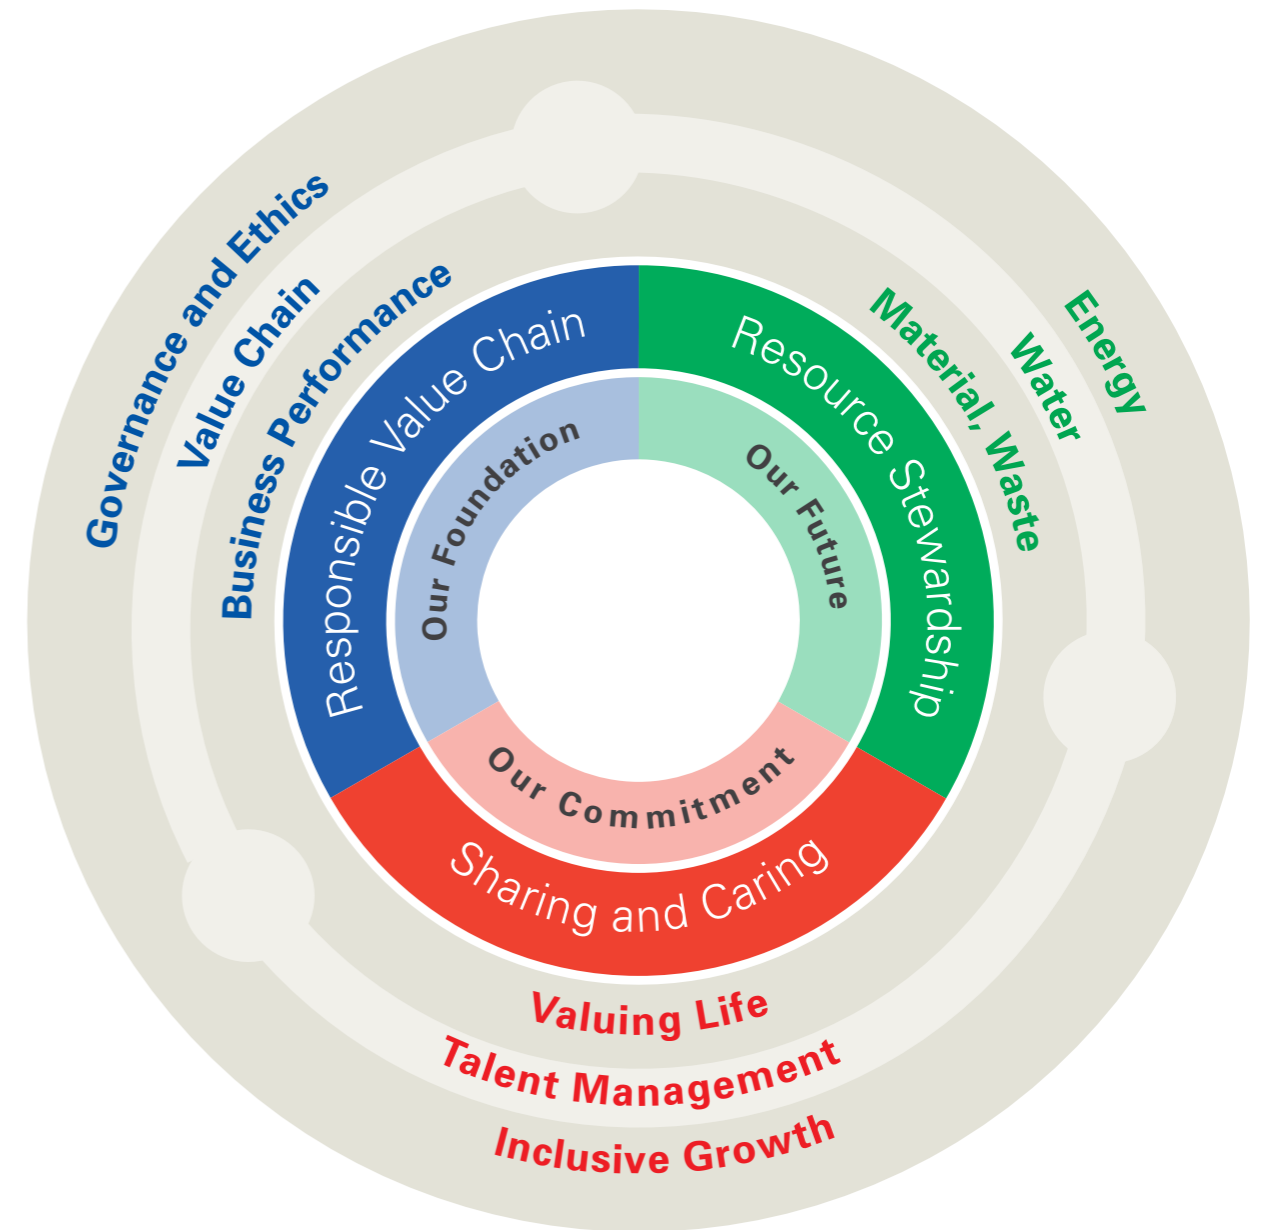 Governance and Ethics
Value Chain
Business Performance
Responsible Value Chain
Our Foundation
Energy
Water
Material, Waste
Resource Stewardship
Our Future
Our Commitment
Sharing and Caring
Valuing Life
Talent Management
Inclusive Growth